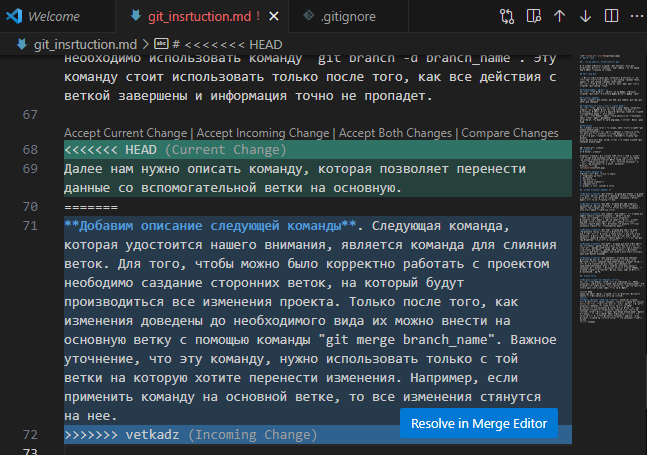 Welcome
git_insrtuction.md !
.gitignore
git_insrtuction.md > # <<<<<<< HEAD
необходимо использовать команду "git branch -d branch_name". Эту
команду стоит использовать только после того, как все действия с
веткой завершены и информация точно не пропадет.
67
Accept Current Change | Accept Incoming Change | Accept Both Changes | Compare Changes
68 <<<<<<< HEAD (Current Change)
69 Далее нам нужно описать команду, которая позволяет перенести
данные со вспомогательной ветки на основную.
70 =======
71 **Добавим описание следующей команды**. Следующая команда,
которая удостоится нашего внимания, является команда для слияния
веток. Для того, чтобы можно было корректно работать с проектом
неободимо саздание сторонних веток, на который будут
производиться все изменения проекта. Только после того, как
изменения доведены до необходимого вида их можно внести на
основную ветку с помощью команды "git merge branch_name". Важное
уточнение, что эту команду, нужно использовать только с той
ветки на которую хотите перенести изменения. Например, если
применить команду на основной ветке, то все изменения стянутся
на нее.
Resolve in Merge Editor
72 >>>>>>> vetkadz (Incoming Change)
73